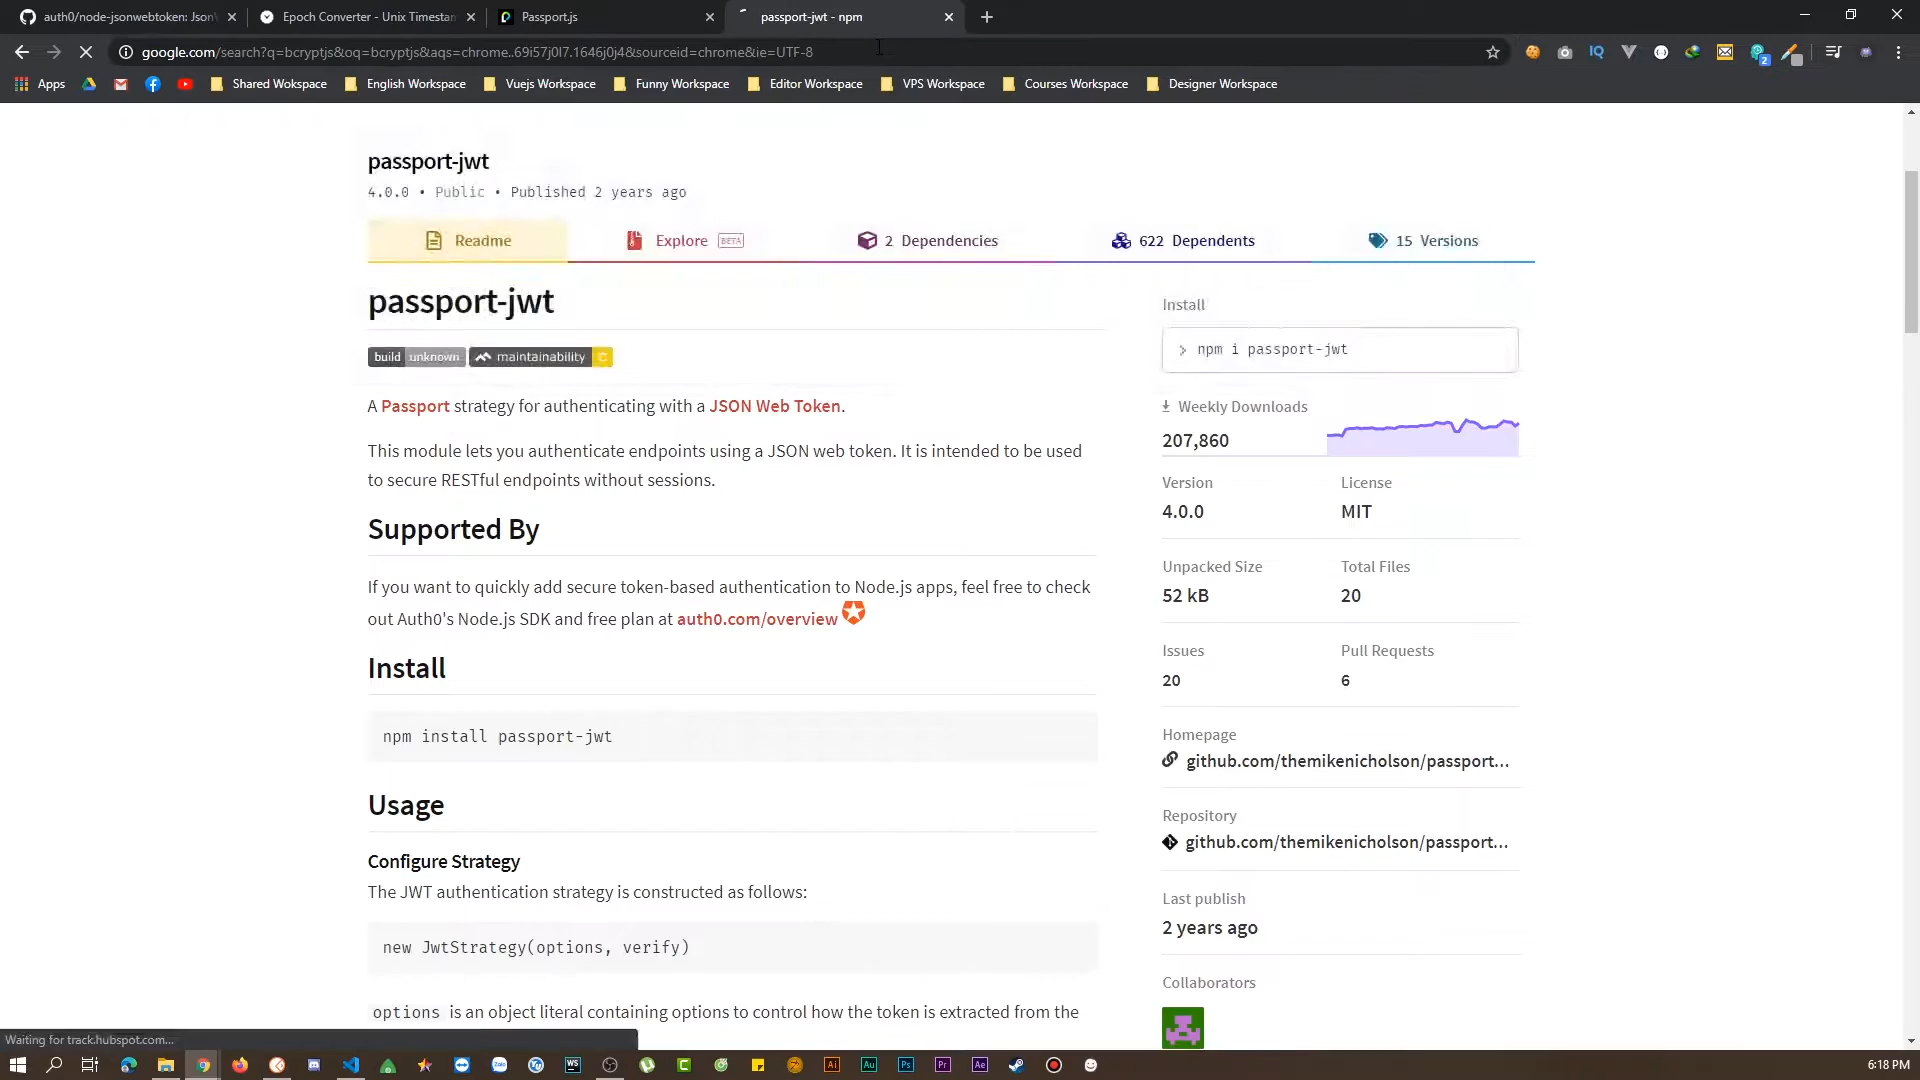 auth0/node-jsonwebtoken: JsonW
Epoch Converter - Unix Timestam
Passport.js
passport-jwt - npm
google.com/search?q=bcryptjs&oq=bcryptjs&aqs=chrome..69i57j0l7.1646j0j4&sourceid=chrome&ie=UTF-8
Apps
Shared Wokspace
English Workspace
Vuejs Workspace
Funny Workspace
Editor Workspace
VPS Workspace
Courses Workspace
Designer Workspace
passport-jwt
4.0.0 • Public • Published 2 years ago
Readme
Explore BETA
2 Dependencies
622 Dependents
15 Versions
passport-jwt
build unknown maintainability C
A Passport strategy for authenticating with a JSON Web Token.
This module lets you authenticate endpoints using a JSON web token. It is intended to be used
to secure RESTful endpoints without sessions.
Supported By
If you want to quickly add secure token-based authentication to Node.js apps, feel free to check
out Auth0's Node.js SDK and free plan at auth0.com/overview
Install
npm install passport-jwt
Usage
Configure Strategy
The JWT authentication strategy is constructed as follows:
new JwtStrategy(options, verify)
options is an object literal containing options to control how the token is extracted from the
Install
> npm i passport-jwt
Weekly Downloads
207,860
Version
License
4.0.0
MIT
Unpacked Size
Total Files
52 kB
20
Issues
Pull Requests
20
6
Homepage
github.com/themikenicholson/passport...
Repository
github.com/themikenicholson/passport...
Last publish
2 years ago
Collaborators
Waiting for track.hubspot.com...
6:18 PM